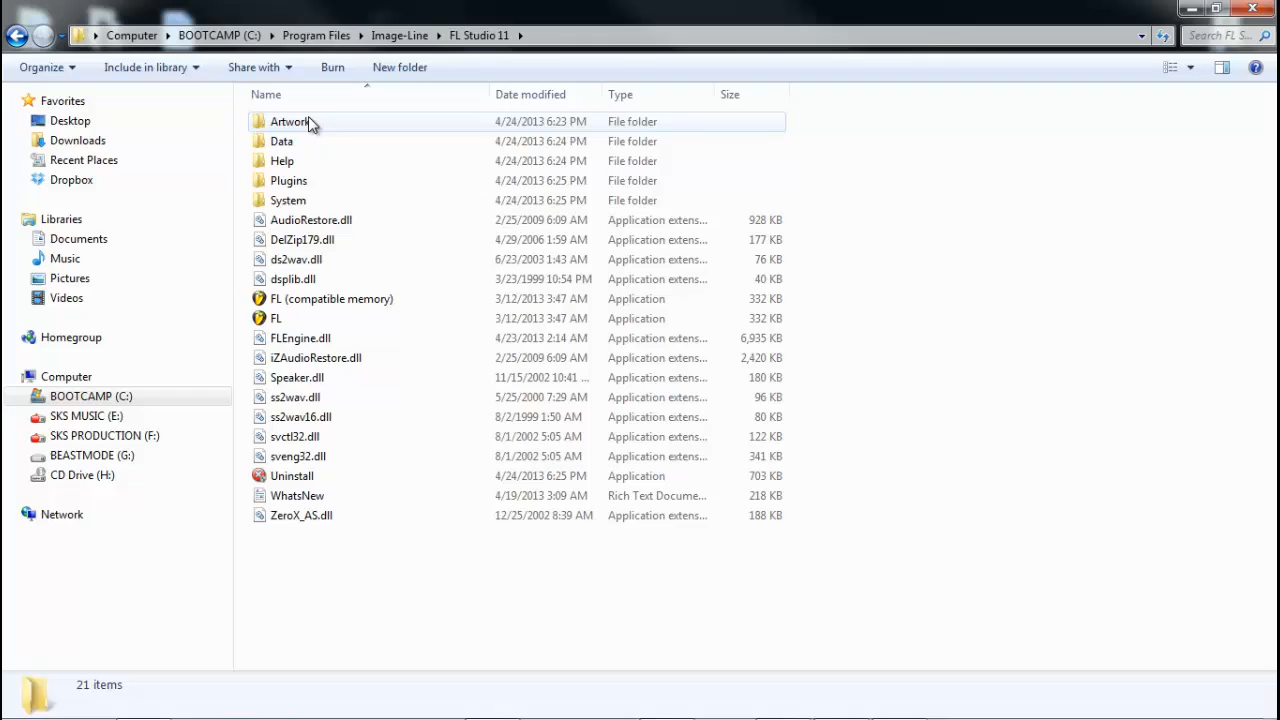 Computer BOOTCAMP (C:) Program Files Image-Line FL Studio 11 Search FL S...
Organize Include in library Share with Burn New folder
Name Date modified Type Size
Favorites
Desktop
Downloads
Recent Places
Dropbox
Libraries
Documents
Music
Pictures
Videos
Homegroup
Computer
BOOTCAMP (C:)
SKS MUSIC (E:)
SKS PRODUCTION (F:)
BEASTMODE (G:)
CD Drive (H:)
Network
Artwork 4/24/2013 6:23 PM File folder
Data 4/24/2013 6:24 PM File folder
Help 4/24/2013 6:24 PM File folder
Plugins 4/24/2013 6:25 PM File folder
System 4/24/2013 6:25 PM File folder
AudioRestore.dll 2/25/2009 6:09 AM Application extens... 928 KB
DelZip179.dll 4/29/2006 1:59 AM Application extens... 177 KB
ds2wav.dll 6/23/2003 1:43 AM Application extens... 76 KB
dsplib.dll 3/23/1999 10:54 PM Application extens... 40 KB
FL (compatible memory) 3/12/2013 3:47 AM Application 332 KB
FL 3/12/2013 3:47 AM Application 332 KB
FLEngine.dll 4/23/2013 2:14 AM Application extens... 6,935 KB
iZAudioRestore.dll 2/25/2009 6:09 AM Application extens... 2,420 KB
Speaker.dll 11/15/2002 10:41 ... Application extens... 180 KB
ss2wav.dll 5/25/2000 7:29 AM Application extens... 96 KB
ss2wav16.dll 8/2/1999 1:50 AM Application extens... 80 KB
svctl32.dll 8/1/2002 5:05 AM Application extens... 122 KB
sveng32.dll 8/1/2002 5:05 AM Application extens... 341 KB
Uninstall 4/24/2013 6:25 PM Application 703 KB
WhatsNew 4/19/2013 3:09 AM Rich Text Docume... 218 KB
ZeroX_AS.dll 12/25/2002 8:39 AM Application extens... 188 KB
21 items